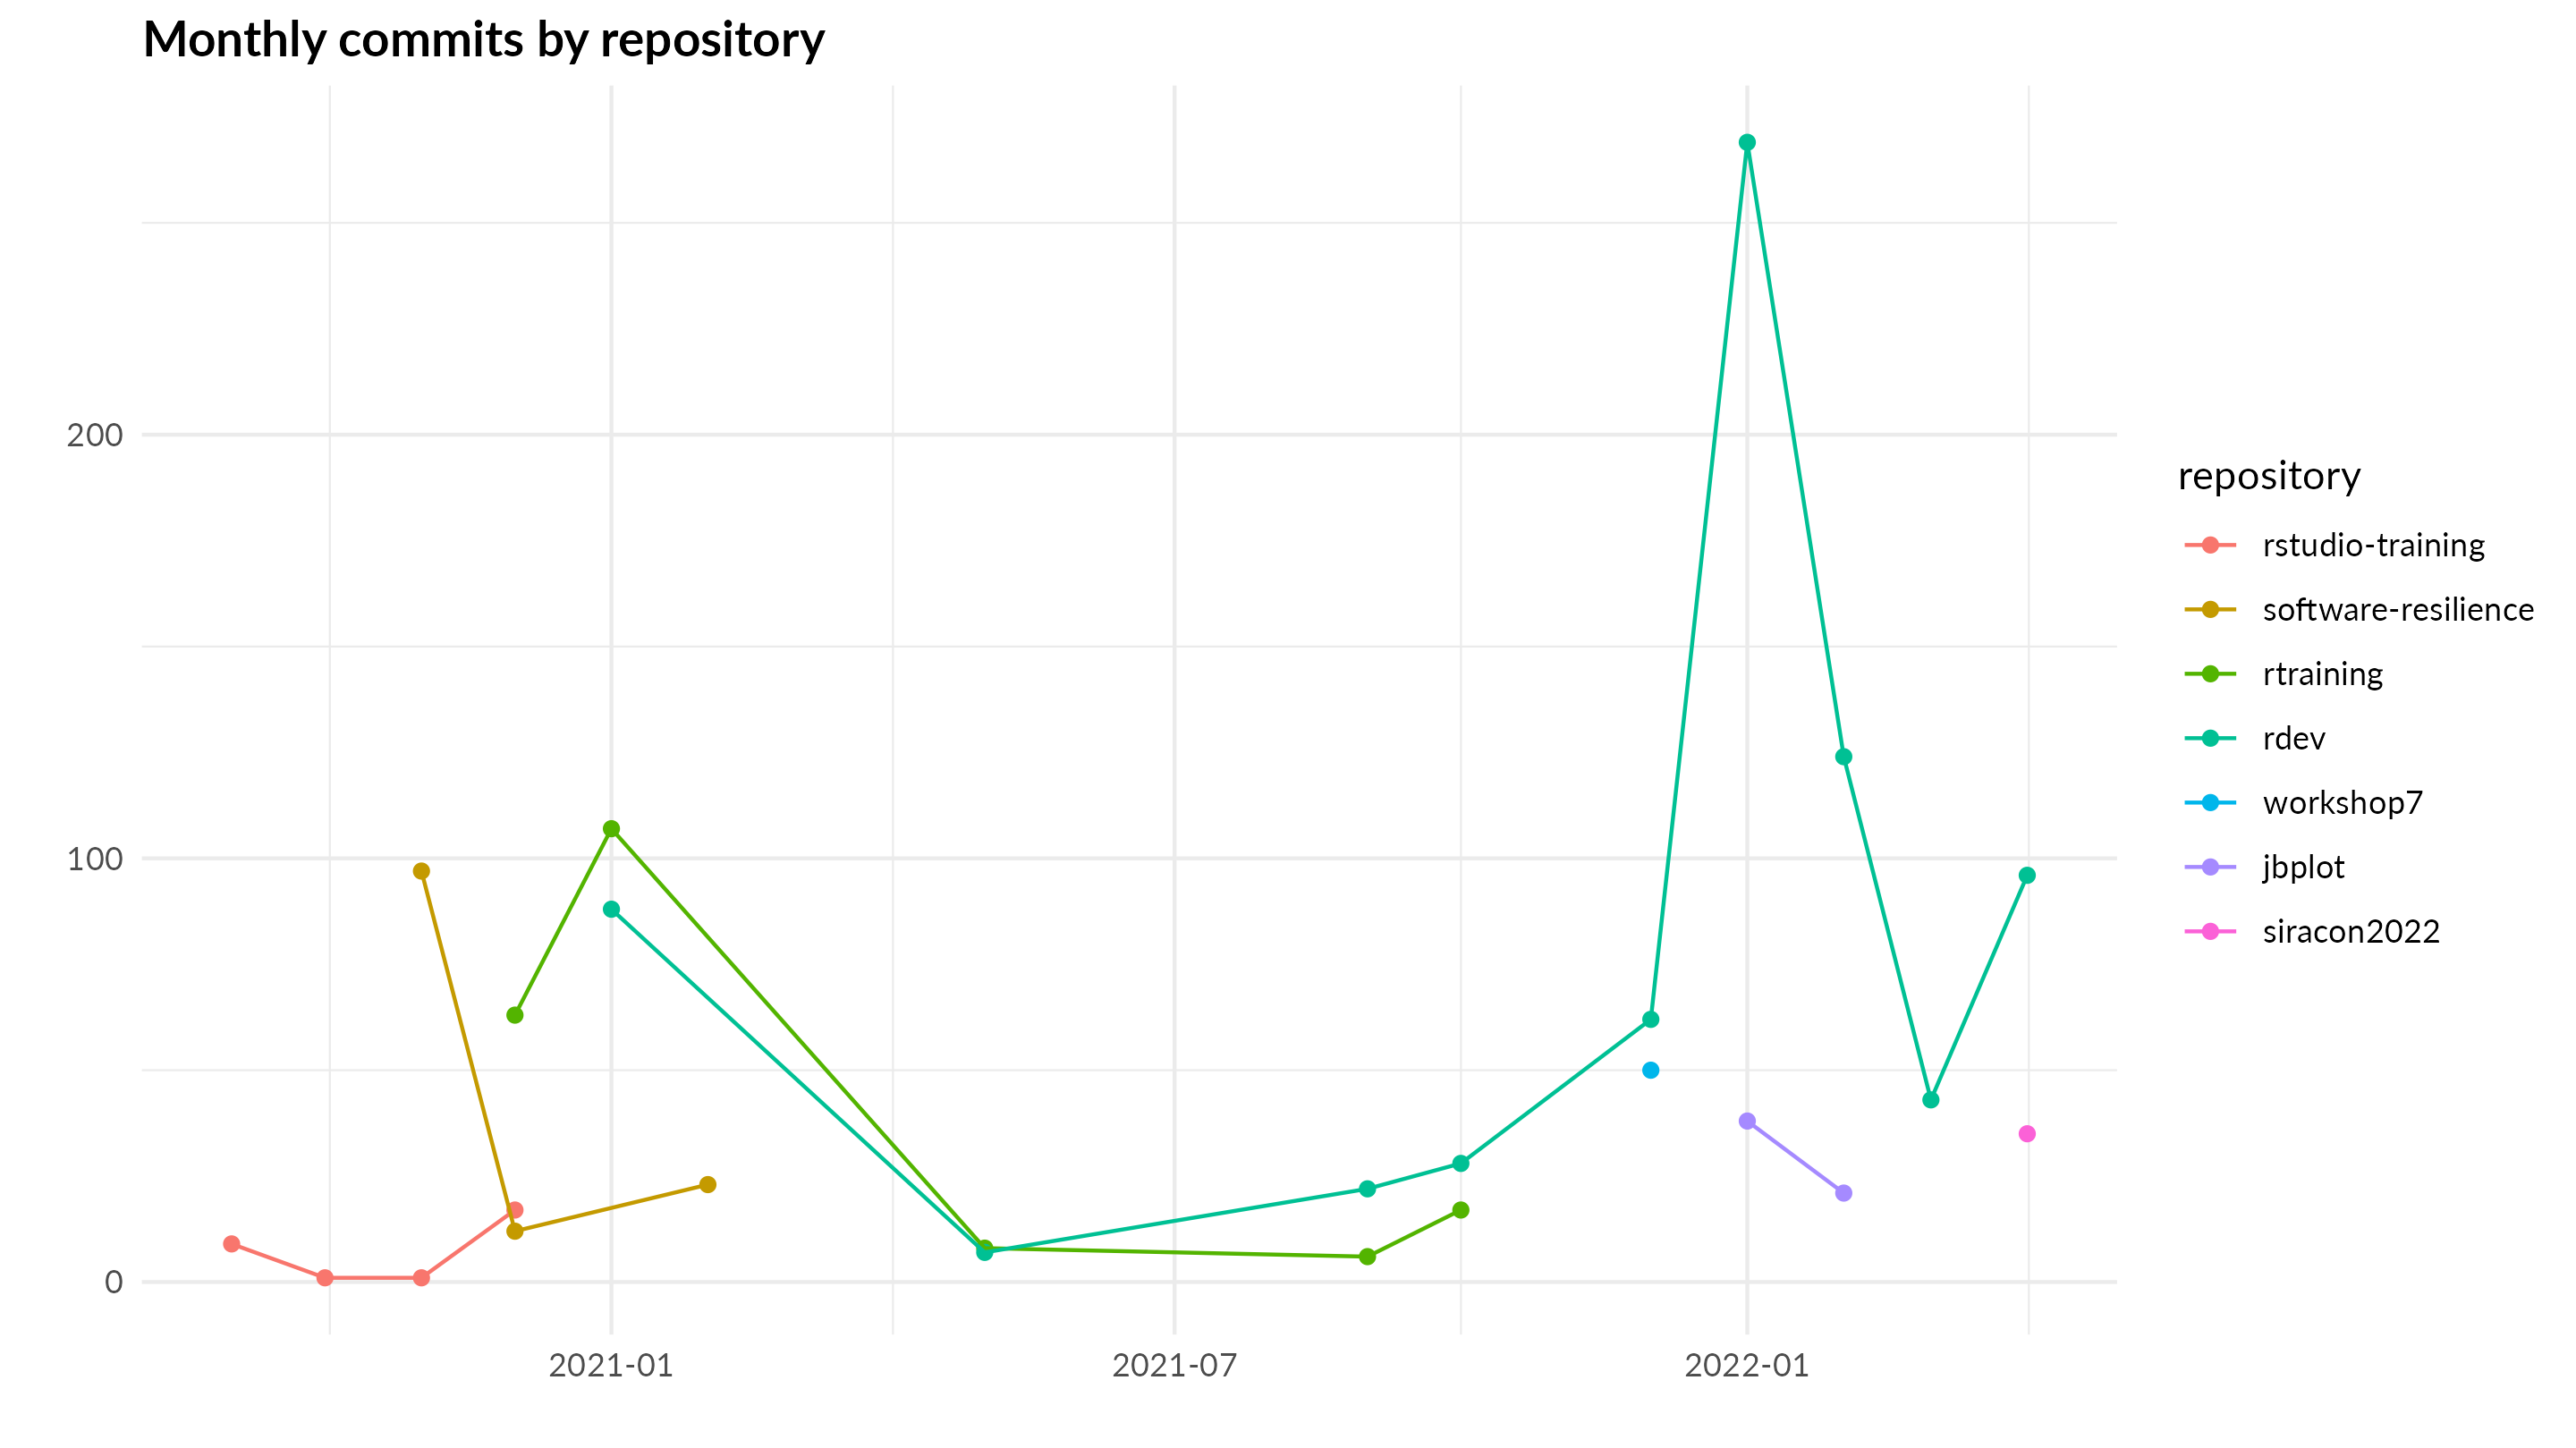 Monthly commits by repository
200
100
0
2021-01
2021-07
2022-01
repository
rstudio-training
software-resilience
rtraining
rdev
workshop7
jbplot
siracon2022